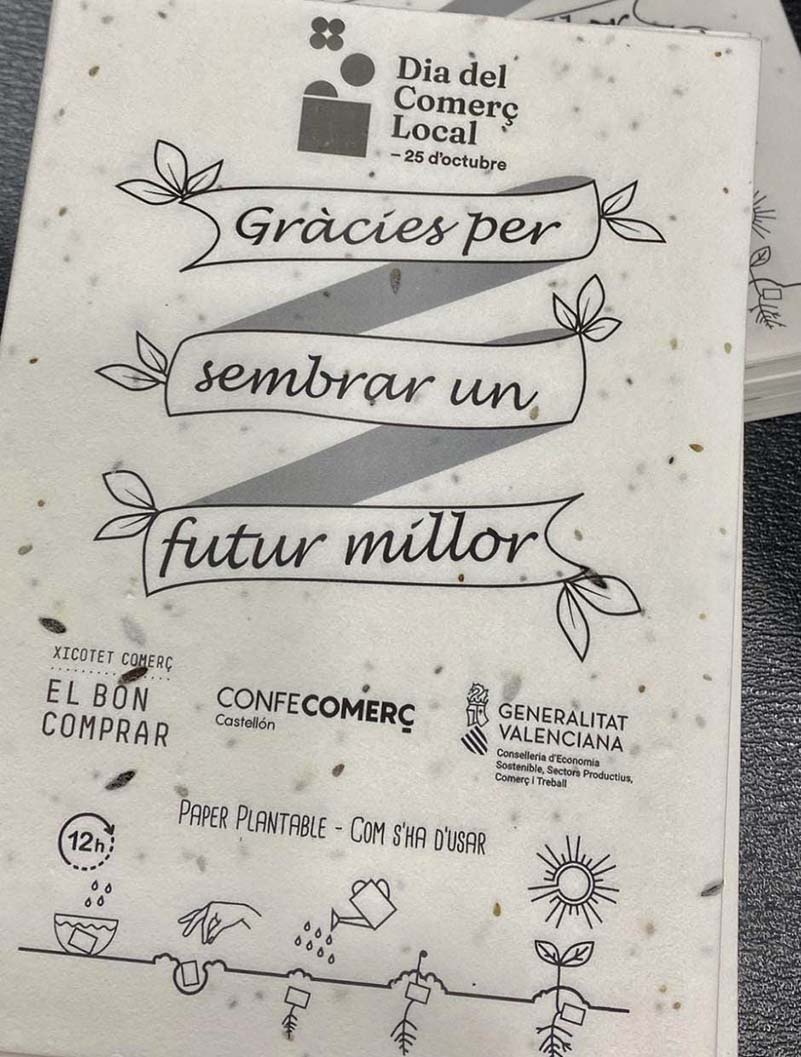 Dia del
Comerç
Local
– 25 d'octubre
Gràcies per
sembrar un
futur millor
XICOTET COMERÇ
EL BON
COMPRAR
CONFECOMERÇ
Castellón
GENERALITAT
VALENCIANA
Conselleria d'Economia
Sostenible, Sectors Productius,
Comerç i Treball
PAPER PLANTABLE - COM S'HA D'USAR
12h